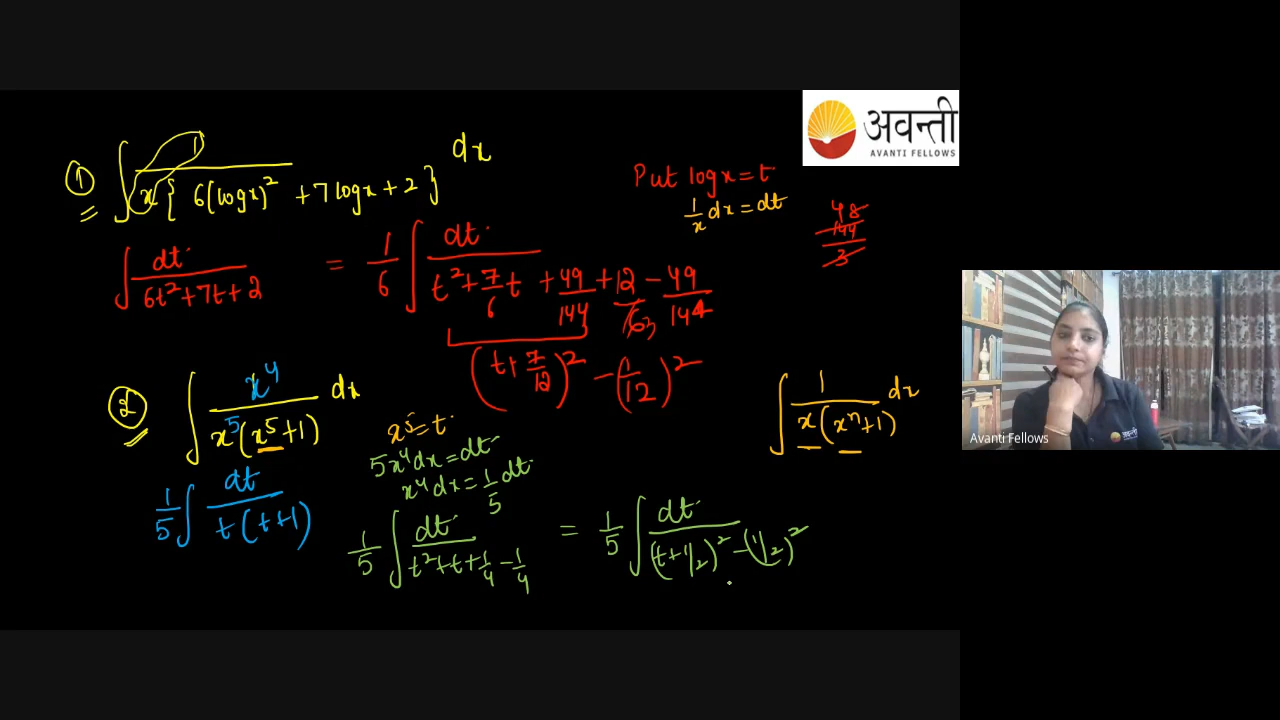 अवन्ती
AVANTI FELLOWS
① ∫ 1 / x{6(logx)² + 7logx + 2} dx
Put logx = t
1/x dx = dt
48
144
3
∫ dt / 6t² + 7t + 2 = 1/6 ∫ dt / t² + 7/6 t + 49/144 + 12/ 3 - 49/144
(t + 7/12)² - (1/12)²
② ∫ x⁴ / x⁵(x⁵+1) dx
x⁵ = t
5x⁴dx = dt
x⁴dx = 1/5 dt
∫ 1 / x(xⁿ+1) dx
1/5 ∫ dt / t(t+1)
1/5 ∫ dt / t² + t + 1/4 - 1/4 = 1/5 ∫ dt / (t+1/2)² - (1/2)²
Avanti Fellows
अवन्ती